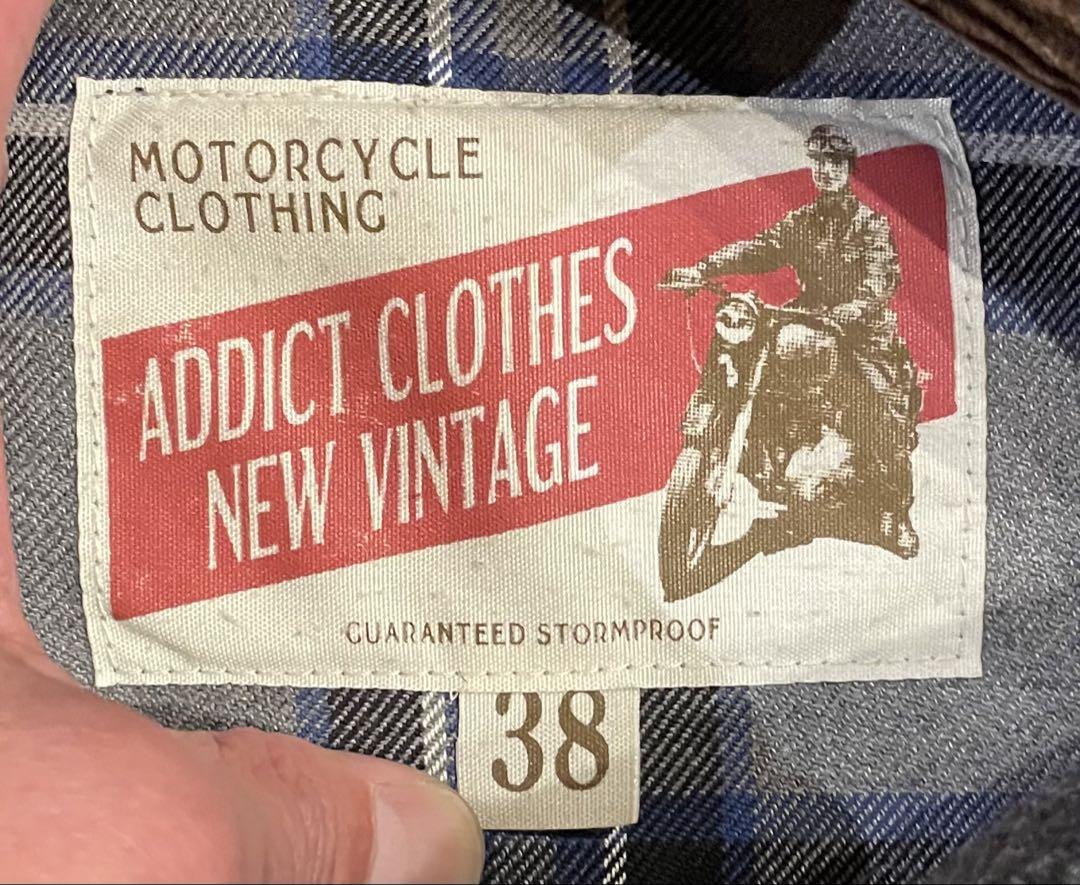 MOTORCYCLE
CLOTHING
ADDICT CLOTHES
NEW VINTAGE
GUARANTEED STORMPROOF
38